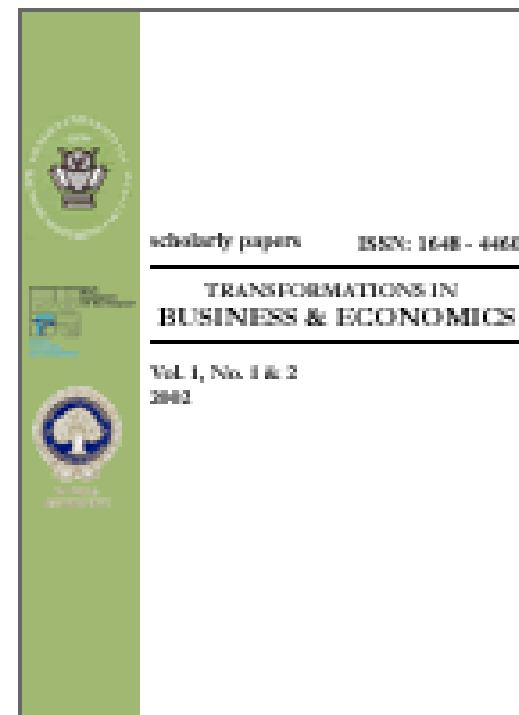 scholarly papers ISSN: 1648 - 4460
TRANSFORMATIONS IN
BUSINESS & ECONOMICS
Vol. 1, No. 1 & 2
2002